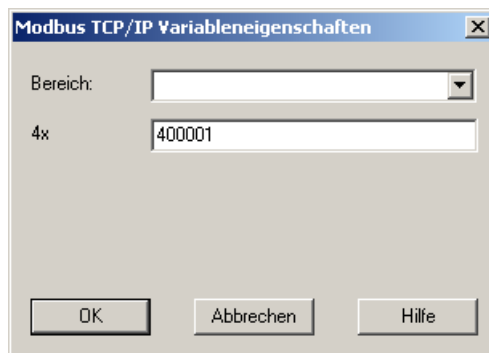 Modbus TCP/IP Variableneigenschaften
Bereich:
4x 400001
OK Abbrechen Hilfe